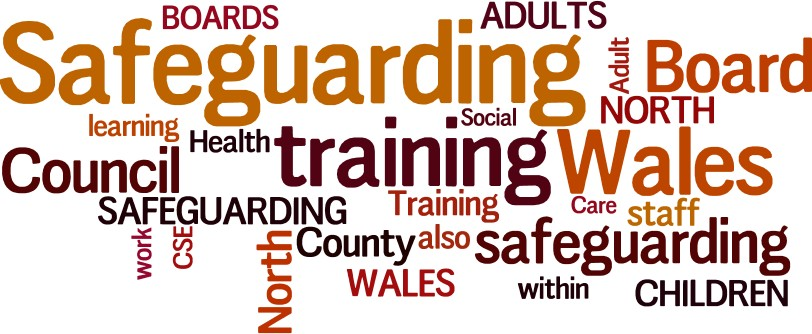 BOARDS
ADULTS
Safeguarding
Adult
Board
learning
Health
Social
NORTH
Council
training
Wales
SAFEGUARDING
Training
Care
staff
work
CSE
North
County
also
safeguarding
WALES
within
CHILDREN